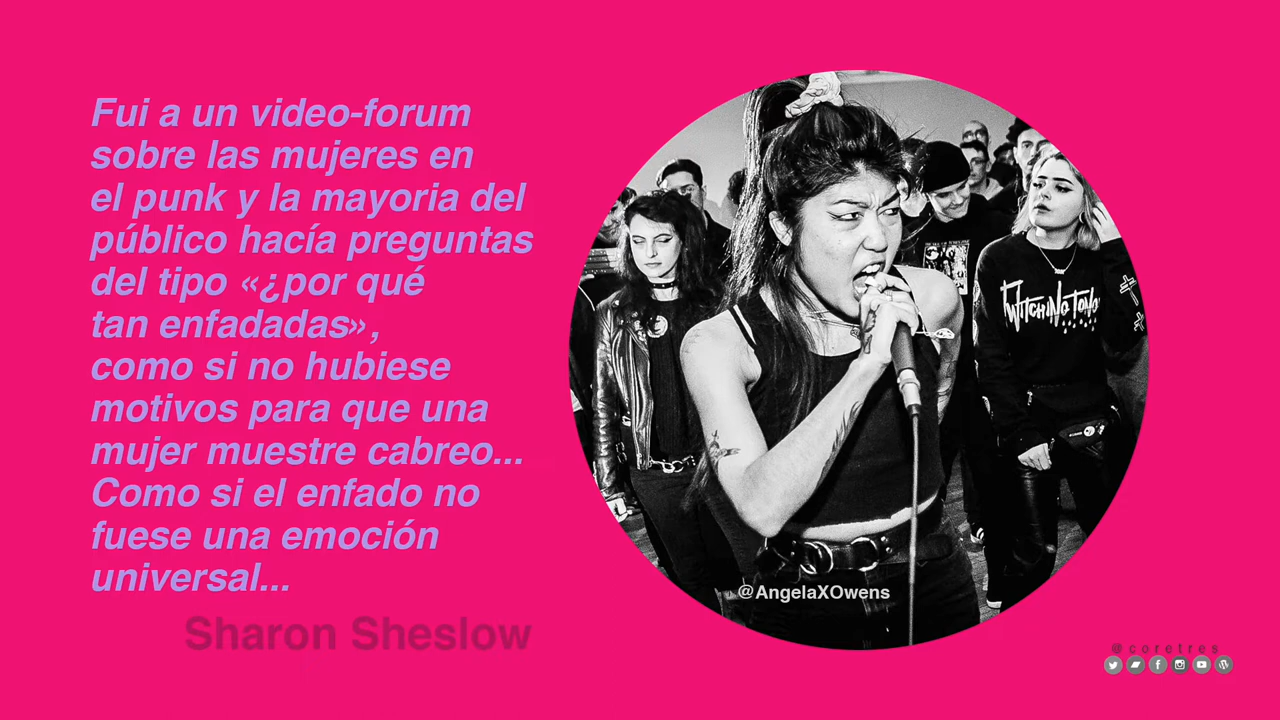 Fui a un video-forum
sobre las mujeres en
el punk y la mayoria del
público hacía preguntas
del tipo «¿por qué
tan enfadadas»,
como si no hubiese
motivos para que una
mujer muestre cabreo...
Como si el enfado no
fuese una emoción
universal...
Sharon Sheslow
TWITCHING TONGU
@AngelaXOwens
@coretres